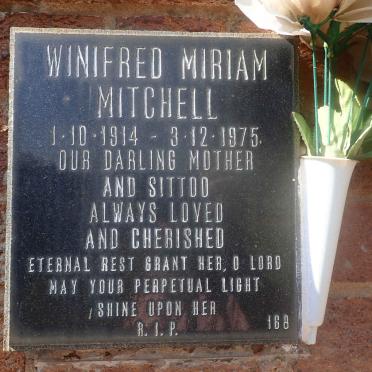 WINIFRED MIRIAM
MITCHELL
1·10·1914 - 3·12·1975
OUR DARLING MOTHER
AND SITTOO
ALWAYS LOVED
AND CHERISHED
ETERNAL REST GRANT HER, O LORD
MAY YOUR PERPETUAL LIGHT
SHINE UPON HER
R. I. P.
168